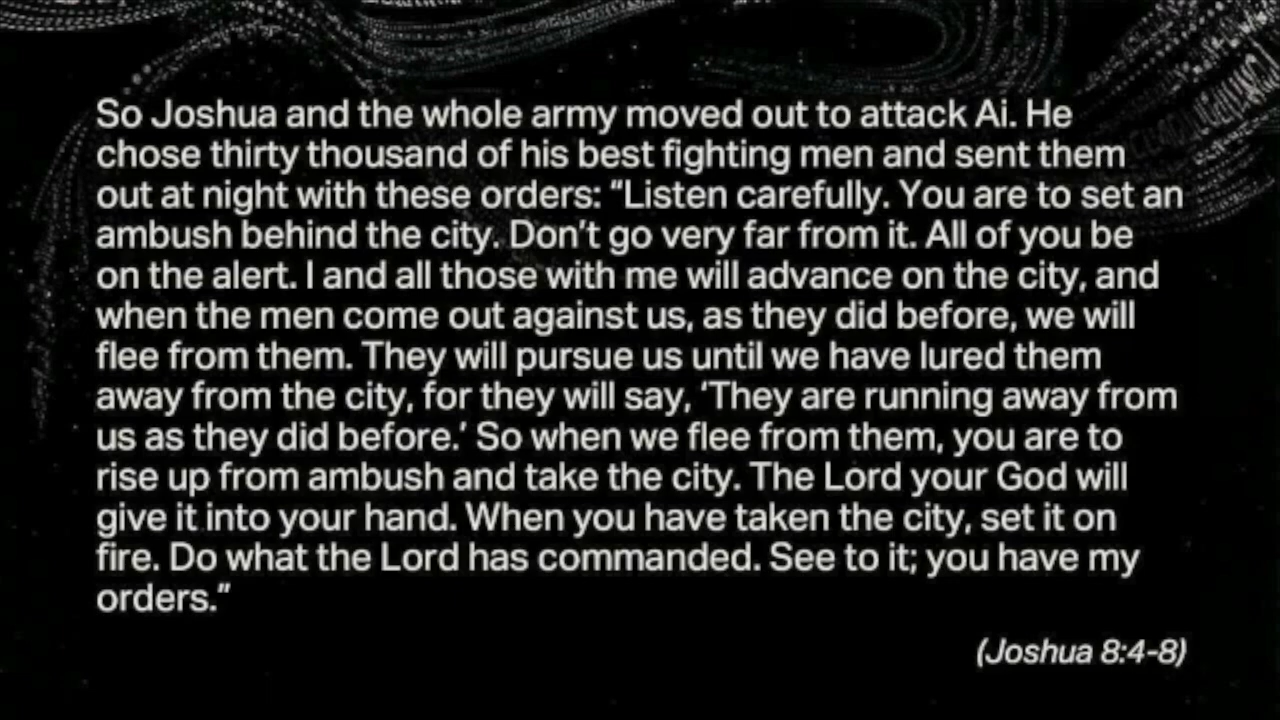 So Joshua and the whole army moved out to attack Ai. He
chose thirty thousand of his best fighting men and sent them
out at night with these orders: “Listen carefully. You are to set an
ambush behind the city. Don’t go very far from it. All of you be
on the alert. I and all those with me will advance on the city, and
when the men come out against us, as they did before, we will
flee from them. They will pursue us until we have lured them
away from the city, for they will say, ‘They are running away from
us as they did before.’ So when we flee from them, you are to
rise up from ambush and take the city. The Lord your God will
give it into your hand. When you have taken the city, set it on
fire. Do what the Lord has commanded. See to it; you have my
orders.”
(Joshua 8:4-8)